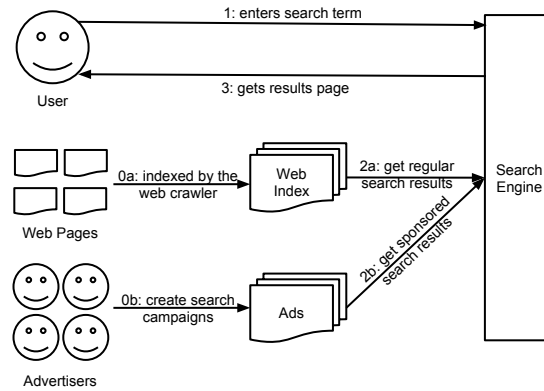 1: enters search term
User
3: gets results page
0a: indexed by the
web crawler
Web
Index
2a: get regular
search results
Search
Engine
Web Pages
2b: get sponsored
search results
0b: create search
campaigns
Ads
Advertisers